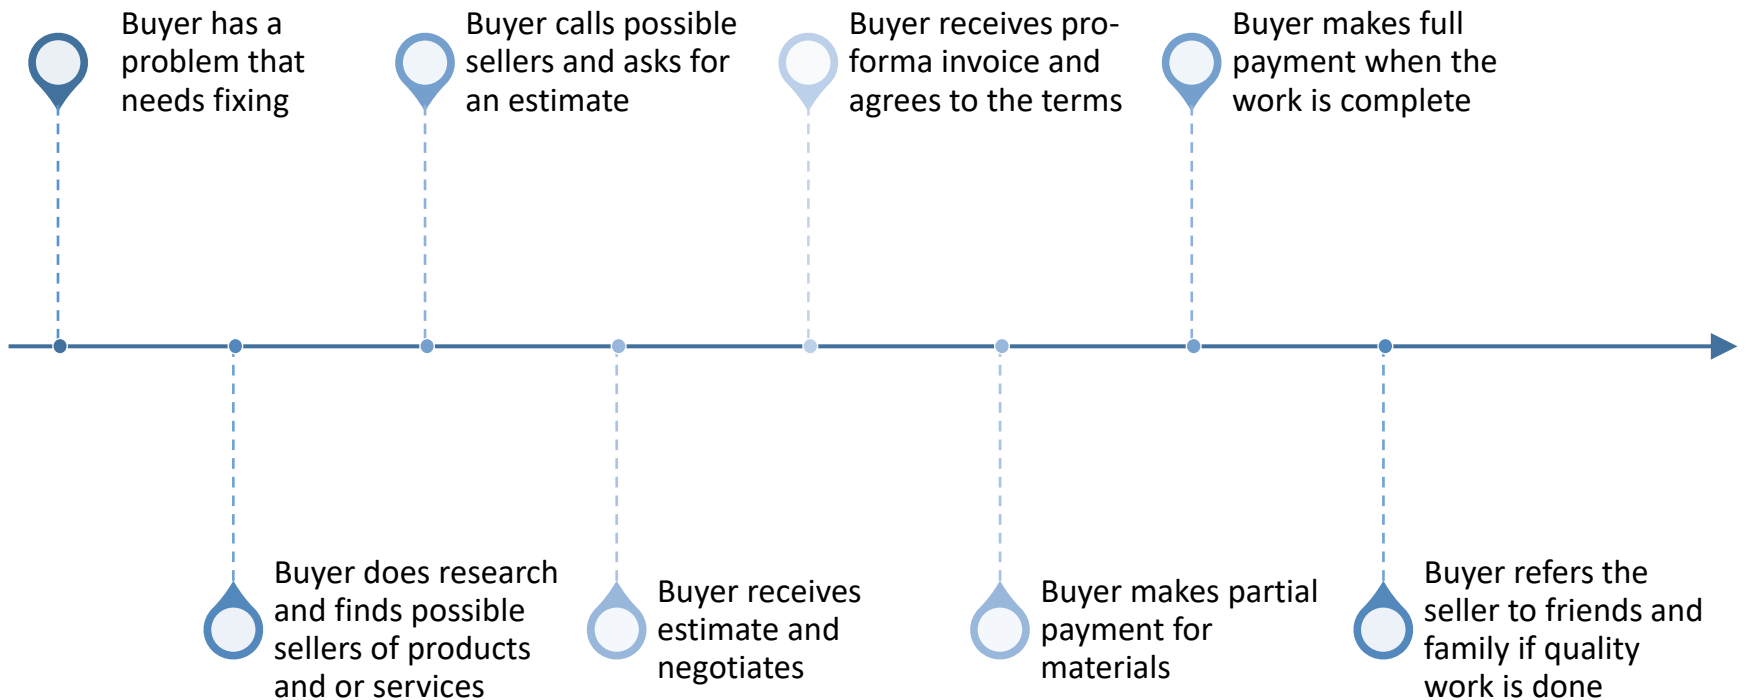 Buyer has a
problem that
needs fixing
Buyer does research
and finds possible
sellers of products
and or services
Buyer calls possible
sellers and asks for
an estimate
Buyer receives
estimate and
negotiates
Buyer receives pro-
forma invoice and
agrees to the terms
Buyer makes partial
payment for
materials
Buyer makes full
payment when the
work is complete
Buyer refers the
seller to friends and
family if quality
work is done